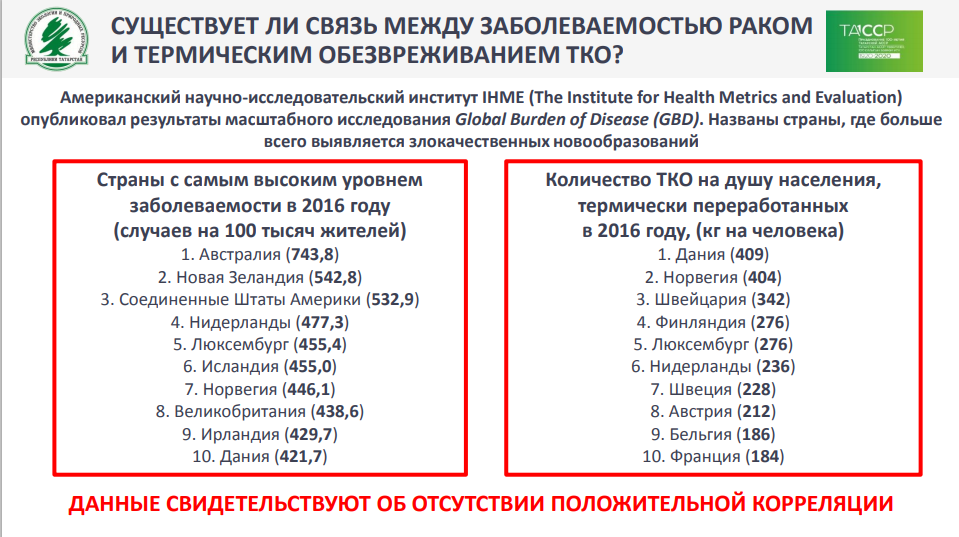 СУЩЕСТВУЕТ ЛИ СВЯЗЬ МЕЖДУ ЗАБОЛЕВАЕМОСТЬЮ РАКОМ
И ТЕРМИЧЕСКИМ ОБЕЗВРЕЖИВАНИЕМ ТКО?
МИНИСТЕРСТВО ЭКОЛОГИИ И ПРИРОДНЫХ РЕСУРСОВ
РЕСПУБЛИКИ ТАТАРСТАН
ТАССР
1920-2020
Американский научно-исследовательский институт IHME (The Institute for Health Metrics and Evaluation)
опубликовал результаты масштабного исследования Global Burden of Disease (GBD). Названы страны, где больше
всего выявляется злокачественных новообразований
Страны с самым высоким уровнем
заболеваемости в 2016 году
(случаев на 100 тысяч жителей)
1. Австралия (743,8)
2. Новая Зеландия (542,8)
3. Соединенные Штаты Америки (532,9)
4. Нидерланды (477,3)
5. Люксембург (455,4)
6. Исландия (455,0)
7. Норвегия (446,1)
8. Великобритания (438,6)
9. Ирландия (429,7)
10. Дания (421,7)
Количество ТКО на душу населения,
термически переработанных
в 2016 году, (кг на человека)
1. Дания (409)
2. Норвегия (404)
3. Швейцария (342)
4. Финляндия (276)
5. Люксембург (276)
6. Нидерланды (236)
7. Швеция (228)
8. Австрия (212)
9. Бельгия (186)
10. Франция (184)
ДАННЫЕ СВИДЕТЕЛЬСТВУЮТ ОБ ОТСУТСТВИИ ПОЛОЖИТЕЛЬНОЙ КОРРЕЛЯЦИИ